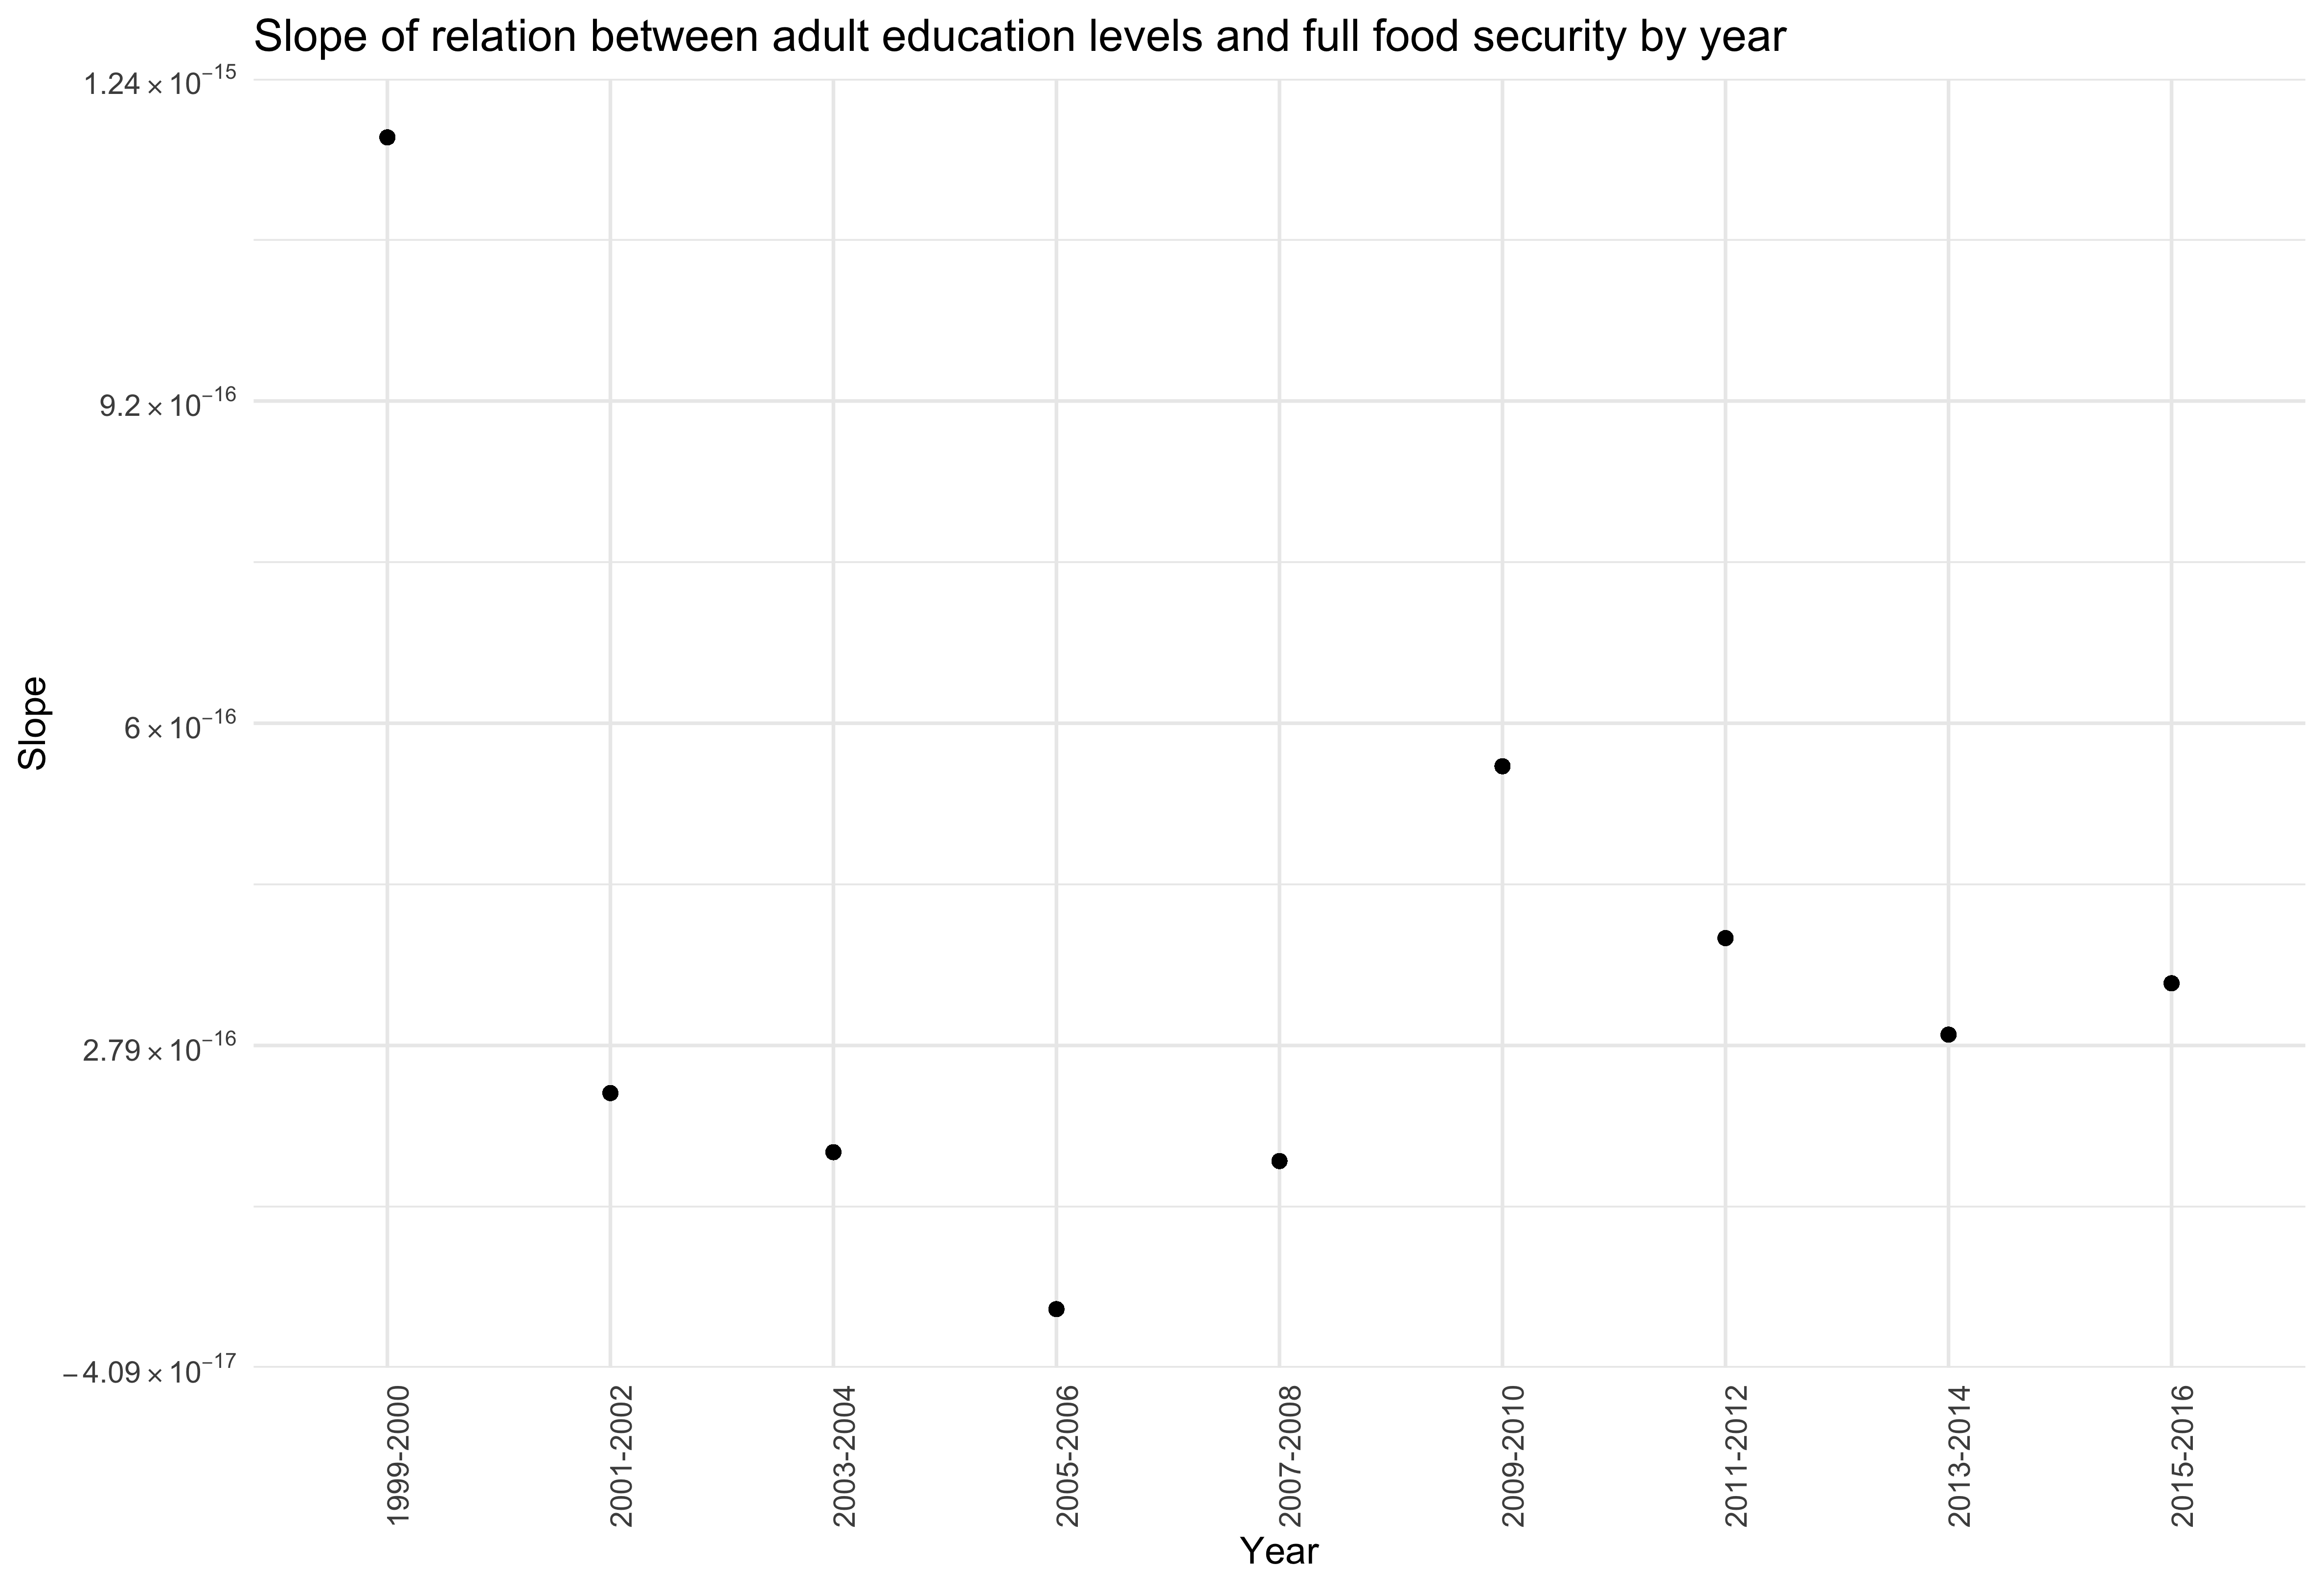 Slope of relation between adult education levels and full food security by year
1.24 × 10⁻¹⁵
9.2 × 10⁻¹⁶
6 × 10⁻¹⁶
2.79 × 10⁻¹⁶
−4.09 × 10⁻¹⁷
Slope
1999-2000
2001-2002
2003-2004
2005-2006
2007-2008
2009-2010
2011-2012
2013-2014
2015-2016
Year